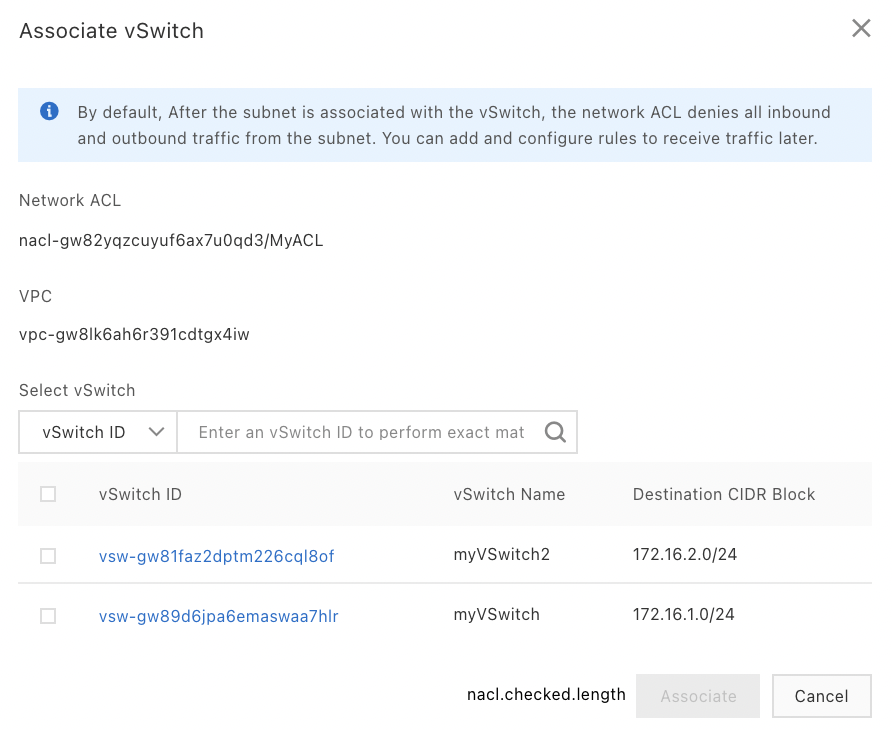 Associate vSwitch
By default, After the subnet is associated with the vSwitch, the network ACL denies all inbound
and outbound traffic from the subnet. You can add and configure rules to receive traffic later.
Network ACL
nacl-gw82yqzcuyuf6ax7u0qd3/MyACL
VPC
vpc-gw8lk6ah6r391cdtgx4iw
Select vSwitch
vSwitch ID Enter an vSwitch ID to perform exact mat
vSwitch ID vSwitch Name Destination CIDR Block
vsw-gw81faz2dptm226cql8of myVSwitch2 172.16.2.0/24
vsw-gw89d6jpa6emaswaa7hlr myVSwitch 172.16.1.0/24
nacl.checked.length Associate Cancel